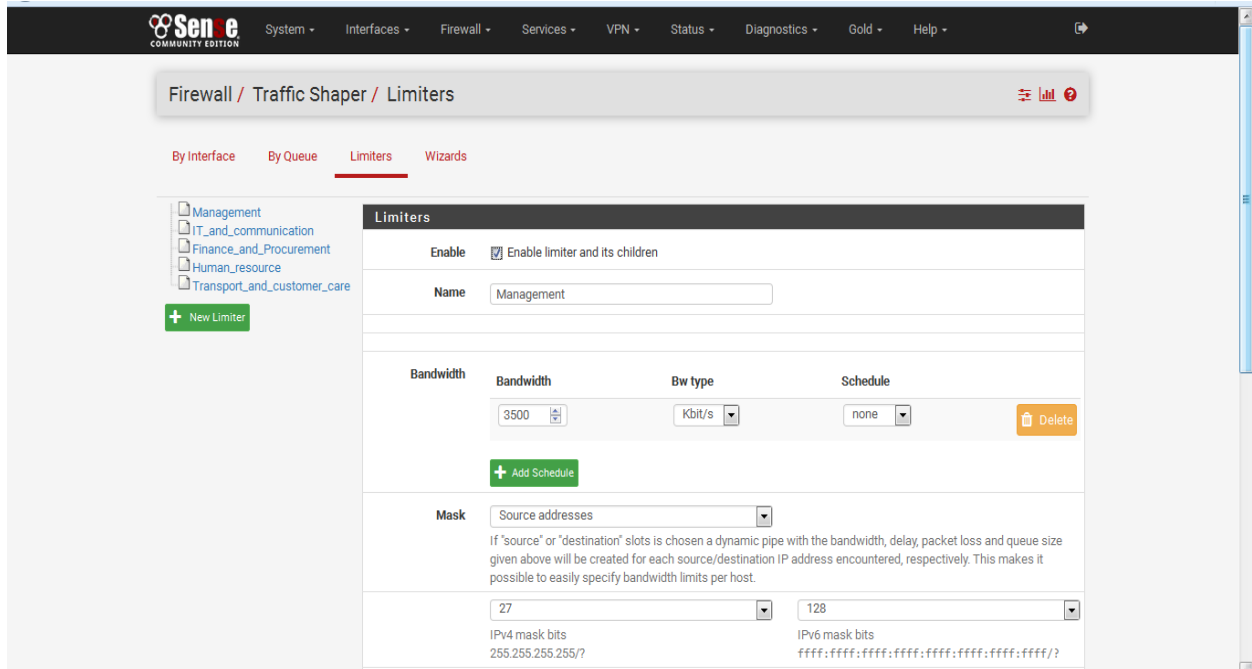 Sense
COMMUNITY EDITION
System Interfaces Firewall Services VPN Status Diagnostics Gold Help
Firewall / Traffic Shaper / Limiters
By Interface By Queue Limiters Wizards
Management
IT_and_communication
Finance_and_Procurement
Human_resource
Transport_and_customer_care
New Limiter
Limiters
Enable Enable limiter and its children
Name Management
Bandwidth Bandwidth Bw type Schedule
3500 Kbit/s none Delete
Add Schedule
Mask Source addresses
If "source" or "destination" slots is chosen a dynamic pipe with the bandwidth, delay, packet loss and queue size
given above will be created for each source/destination IP address encountered, respectively. This makes it
possible to easily specify bandwidth limits per host.
27 128
IPv4 mask bits IPv6 mask bits
255.255.255.255/? ffff:ffff:ffff:ffff:ffff:ffff:ffff:ffff/?